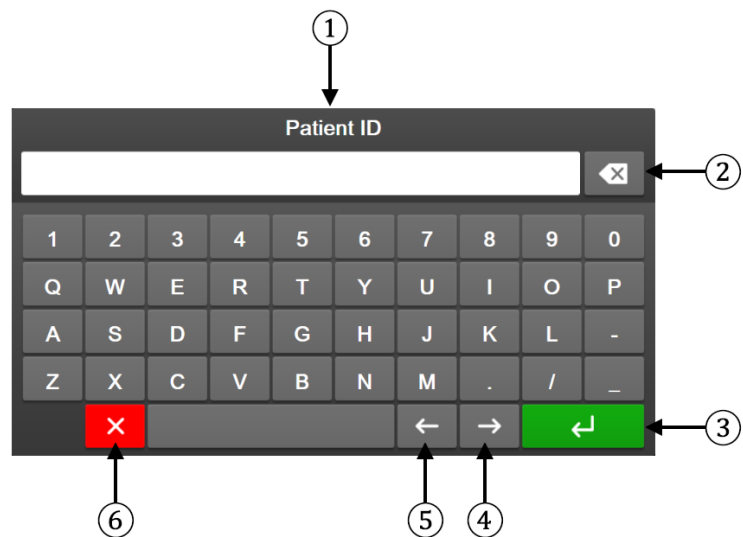 ①
Patient ID
②
1 2 3 4 5 6 7 8 9 0
Q W E R T Y U I O P
A S D F G H J K L -
Z X C V B N M . / _
③
⑥ ⑤ ④